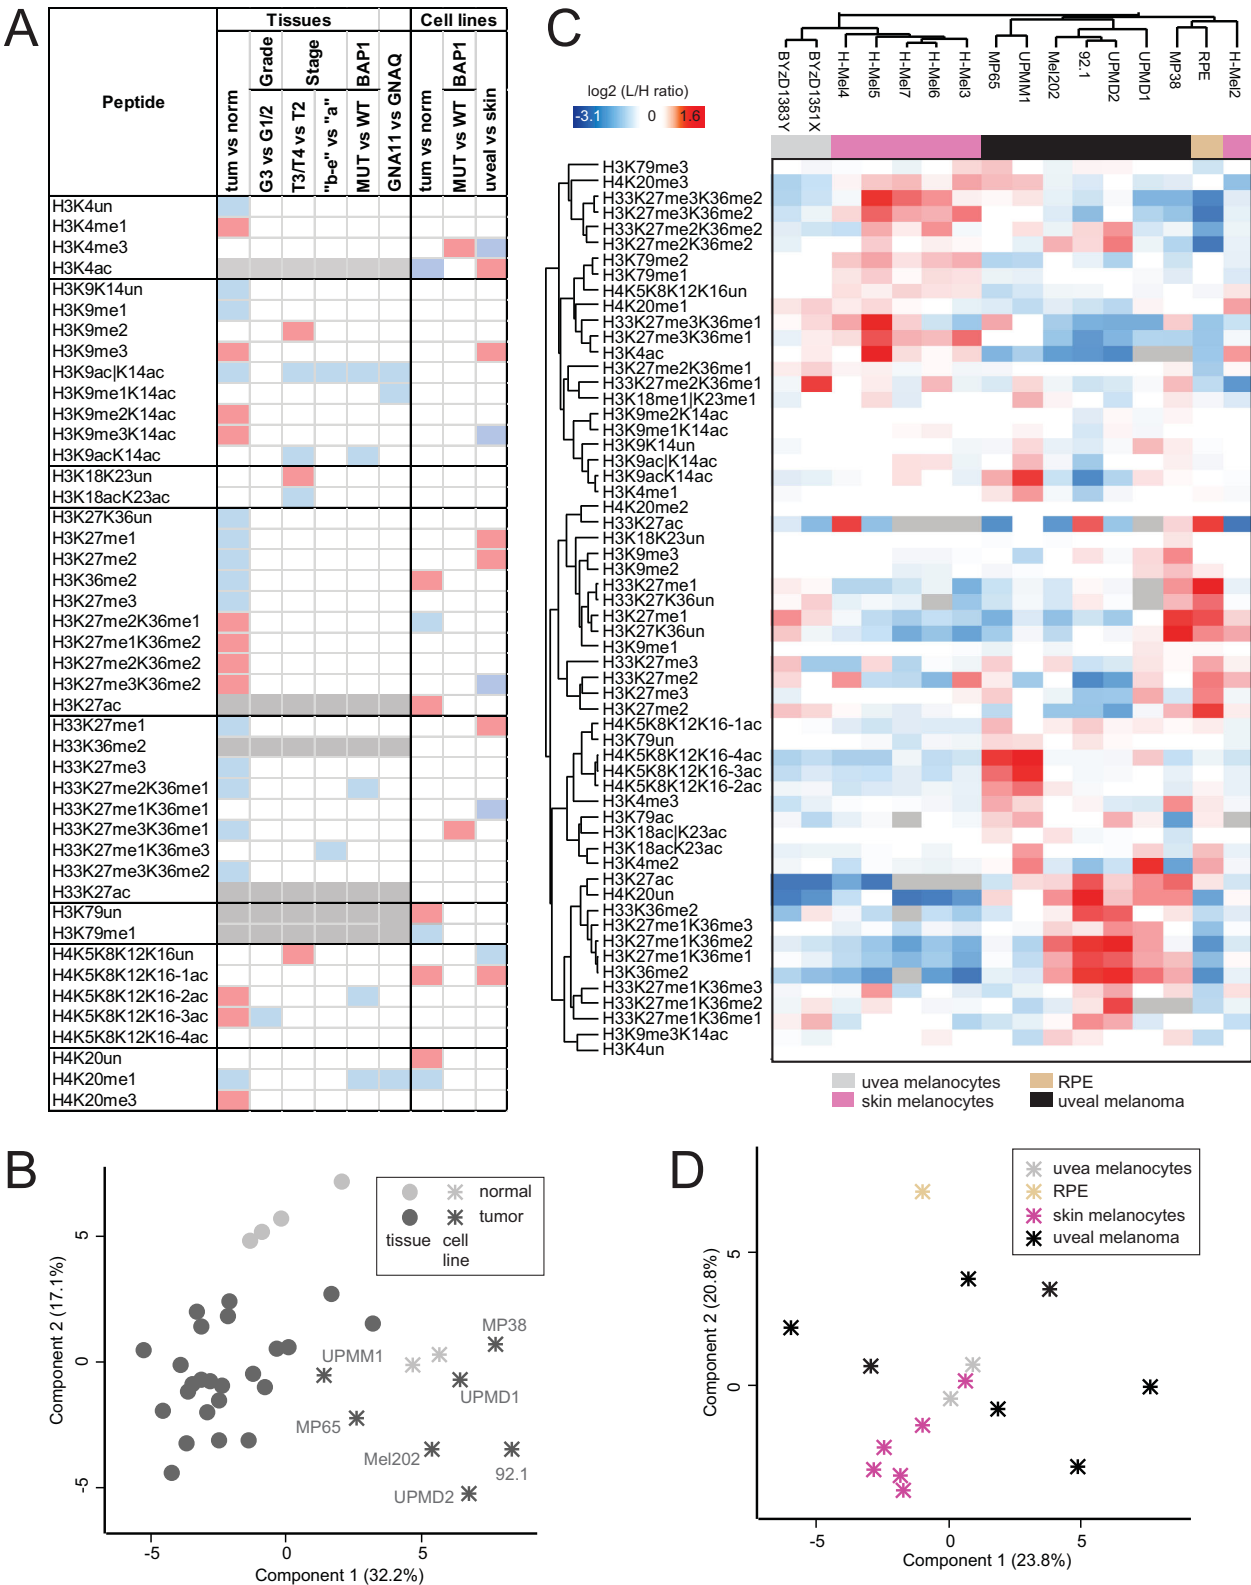 A
Tissues
Cell lines
Peptide
Grade
Stage
BAP1
BAP1
tum vs norm
G3 vs G1/2
T3/T4 vs T2
"b-e" vs "a"
MUT vs WT
GNA11 vs GNAQ
tum vs norm
MUT vs WT
uveal vs skin
H3K4un
H3K4me1
H3K4me3
H3K4ac
H3K9K14un
H3K9me1
H3K9me2
H3K9me3
H3K9ac|K14ac
H3K9me1K14ac
H3K9me2K14ac
H3K9me3K14ac
H3K9acK14ac
H3K18K23un
H3K18acK23ac
H3K27K36un
H3K27me1
H3K27me2
H3K36me2
H3K27me3
H3K27me2K36me1
H3K27me1K36me2
H3K27me2K36me2
H3K27me3K36me2
H3K27ac
H33K27me1
H33K36me2
H33K27me3
H33K27me2K36me1
H33K27me1K36me1
H33K27me3K36me1
H33K27me1K36me3
H33K27me3K36me2
H33K27ac
H3K79un
H3K79me1
H4K5K8K12K16un
H4K5K8K12K16-1ac
H4K5K8K12K16-2ac
H4K5K8K12K16-3ac
H4K5K8K12K16-4ac
H4K20un
H4K20me1
H4K20me3
C
log2 (L/H ratio)
-3.1 0 1.6
BYzD1383Y
BYzD1351X
H-Mel4
H-Mel5
H-Mel7
H-Mel6
H-Mel3
MP65
UPMM1
Mel202
92.1
UPMD2
UPMD1
MP38
RPE
H-Mel2
H3K79me3
H4K20me3
H33K27me3K36me2
H3K27me3K36me2
H33K27me2K36me2
H3K27me2K36me2
H3K79me2
H3K79me1
H4K5K8K12K16un
H4K20me1
H33K27me3K36me1
H3K27me3K36me1
H3K4ac
H3K27me2K36me1
H33K27me2K36me1
H3K18me1|K23me1
H3K9me2K14ac
H3K9me1K14ac
H3K9K14un
H3K9ac|K14ac
H3K9acK14ac
H3K4me1
H4K20me2
H33K27ac
H3K18K23un
H3K9me3
H3K9me2
H33K27me1
H33K27K36un
H3K27me1
H3K27K36un
H3K9me1
H33K27me3
H33K27me2
H3K27me3
H3K27me2
H4K5K8K12K16-1ac
H3K79un
H4K5K8K12K16-4ac
H4K5K8K12K16-3ac
H4K5K8K12K16-2ac
H3K4me3
H3K79ac
H3K18ac|K23ac
H3K18acK23ac
H3K4me2
H3K27ac
H4K20un
H33K36me2
H3K27me1K36me3
H3K27me1K36me2
H3K27me1K36me1
H3K36me2
H33K27me1K36me3
H33K27me1K36me2
H33K27me1K36me1
H3K9me3K14ac
H3K4un
uvea melanocytes
skin melanocytes
RPE
uveal melanoma
B
normal
tumor
tissue cell line
Component 2 (17.1%)
5
0
-5
MP38
UPMM1
UPMD1
MP65
Mel202
92.1
UPMD2
-5 0 5
Component 1 (32.2%)
D
uvea melanocytes
RPE
skin melanocytes
uveal melanoma
Component 2 (20.8%)
5
0
-5 0 5
Component 1 (23.8%)